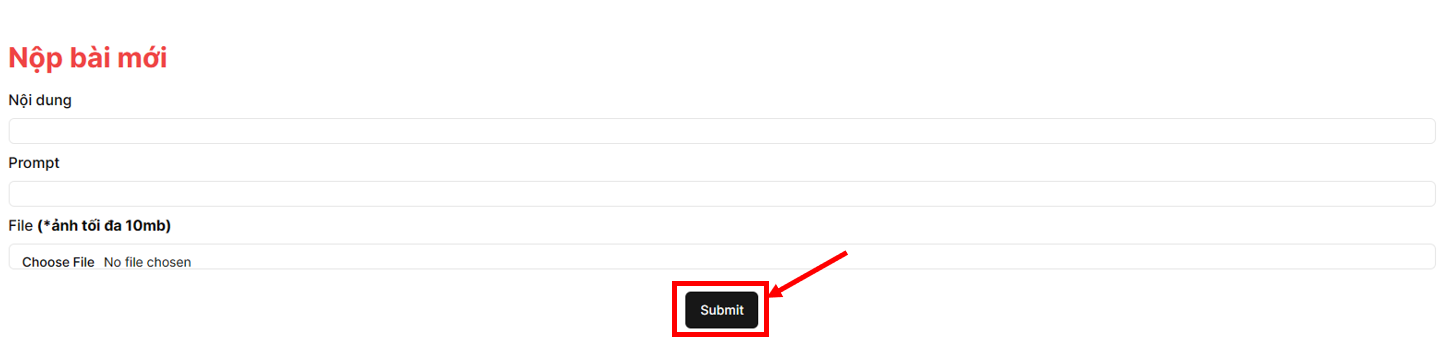 Nộp bài mới
Nội dung
Prompt
File (*ảnh tối đa 10mb)
Choose File No file chosen
Submit